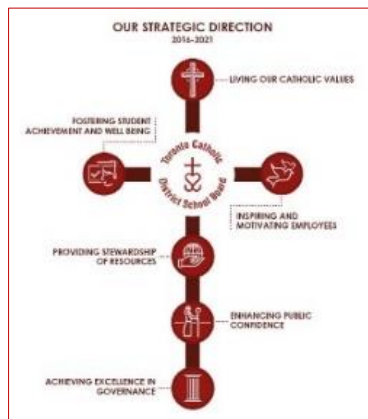 OUR STRATEGIC DIRECTION
2016-2021
LIVING OUR CATHOLIC VALUES
FOSTERING STUDENT
ACHIEVEMENT AND WELL BEING
Toronto Catholic
District School Board
INSPIRING AND
MOTIVATING EMPLOYEES
PROVIDING STEWARDSHIP
OF RESOURCES
ENHANCING PUBLIC
CONFIDENCE
ACHIEVING EXCELLENCE IN
GOVERNANCE